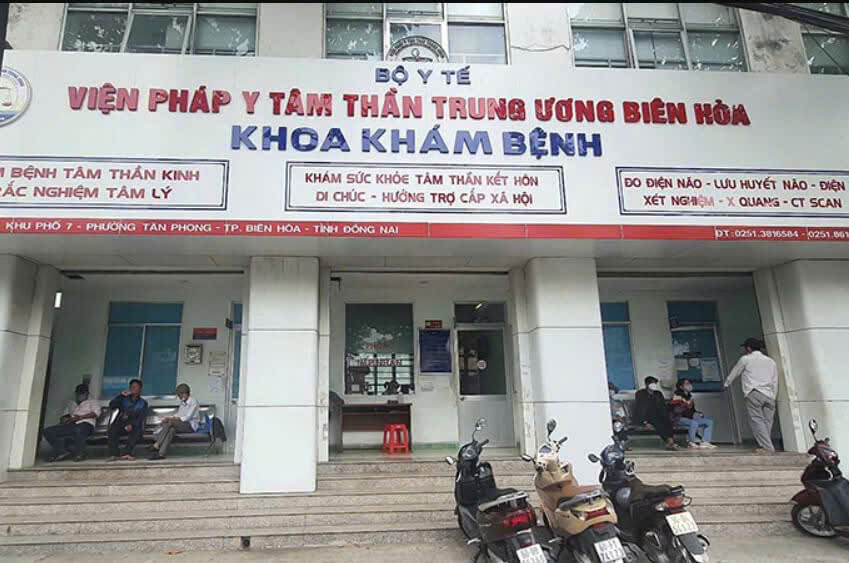 BỘ Y TẾ
VIỆN PHÁP Y TÂM THẦN TRUNG ƯƠNG BIÊN HÒA
KHOA KHÁM BỆNH
BỆNH TÂM THẦN KINH
NGHIỆM TÂM LÝ
KHÁM SỨC KHỎE TÂM THẦN KẾT HÔN
DI CHÚC - HƯỞNG TRỢ CẤP XÃ HỘI
ĐO ĐIỆN NÃO - LƯU HUYẾT NÃO - ĐIỆN
XÉT NGHIỆM - X QUANG - CT SCAN
KHU PHỐ 7 - PHƯỜNG TÂN PHONG - TP. BIÊN HÒA - TỈNH ĐỒNG NAI
ĐT: 0251.3816584 - 0251.861